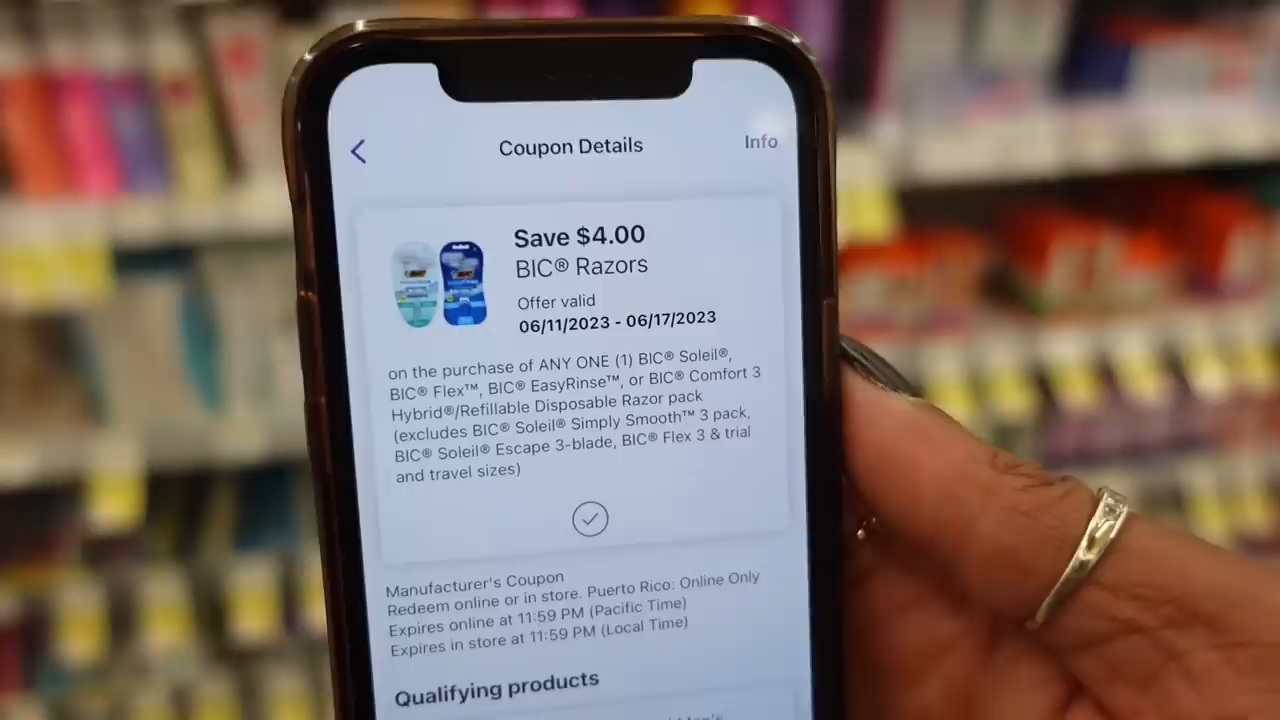 Coupon Details
Info
Save $4.00
BIC® Razors
Offer valid
06/11/2023 - 06/17/2023
on the purchase of ANY ONE (1) BIC® Soleil®,
BIC® Flex™, BIC® EasyRinse™, or BIC® Comfort 3
Hybrid®/Refillable Disposable Razor pack
(excludes BIC® Soleil® Simply Smooth™ 3 pack,
BIC® Soleil® Escape 3-blade, BIC® Flex 3 & trial
and travel sizes)
Manufacturer's Coupon
Redeem online or in store. Puerto Rico: Online Only
Expires online at 11:59 PM (Pacific Time)
Expires in store at 11:59 PM (Local Time)
Qualifying products